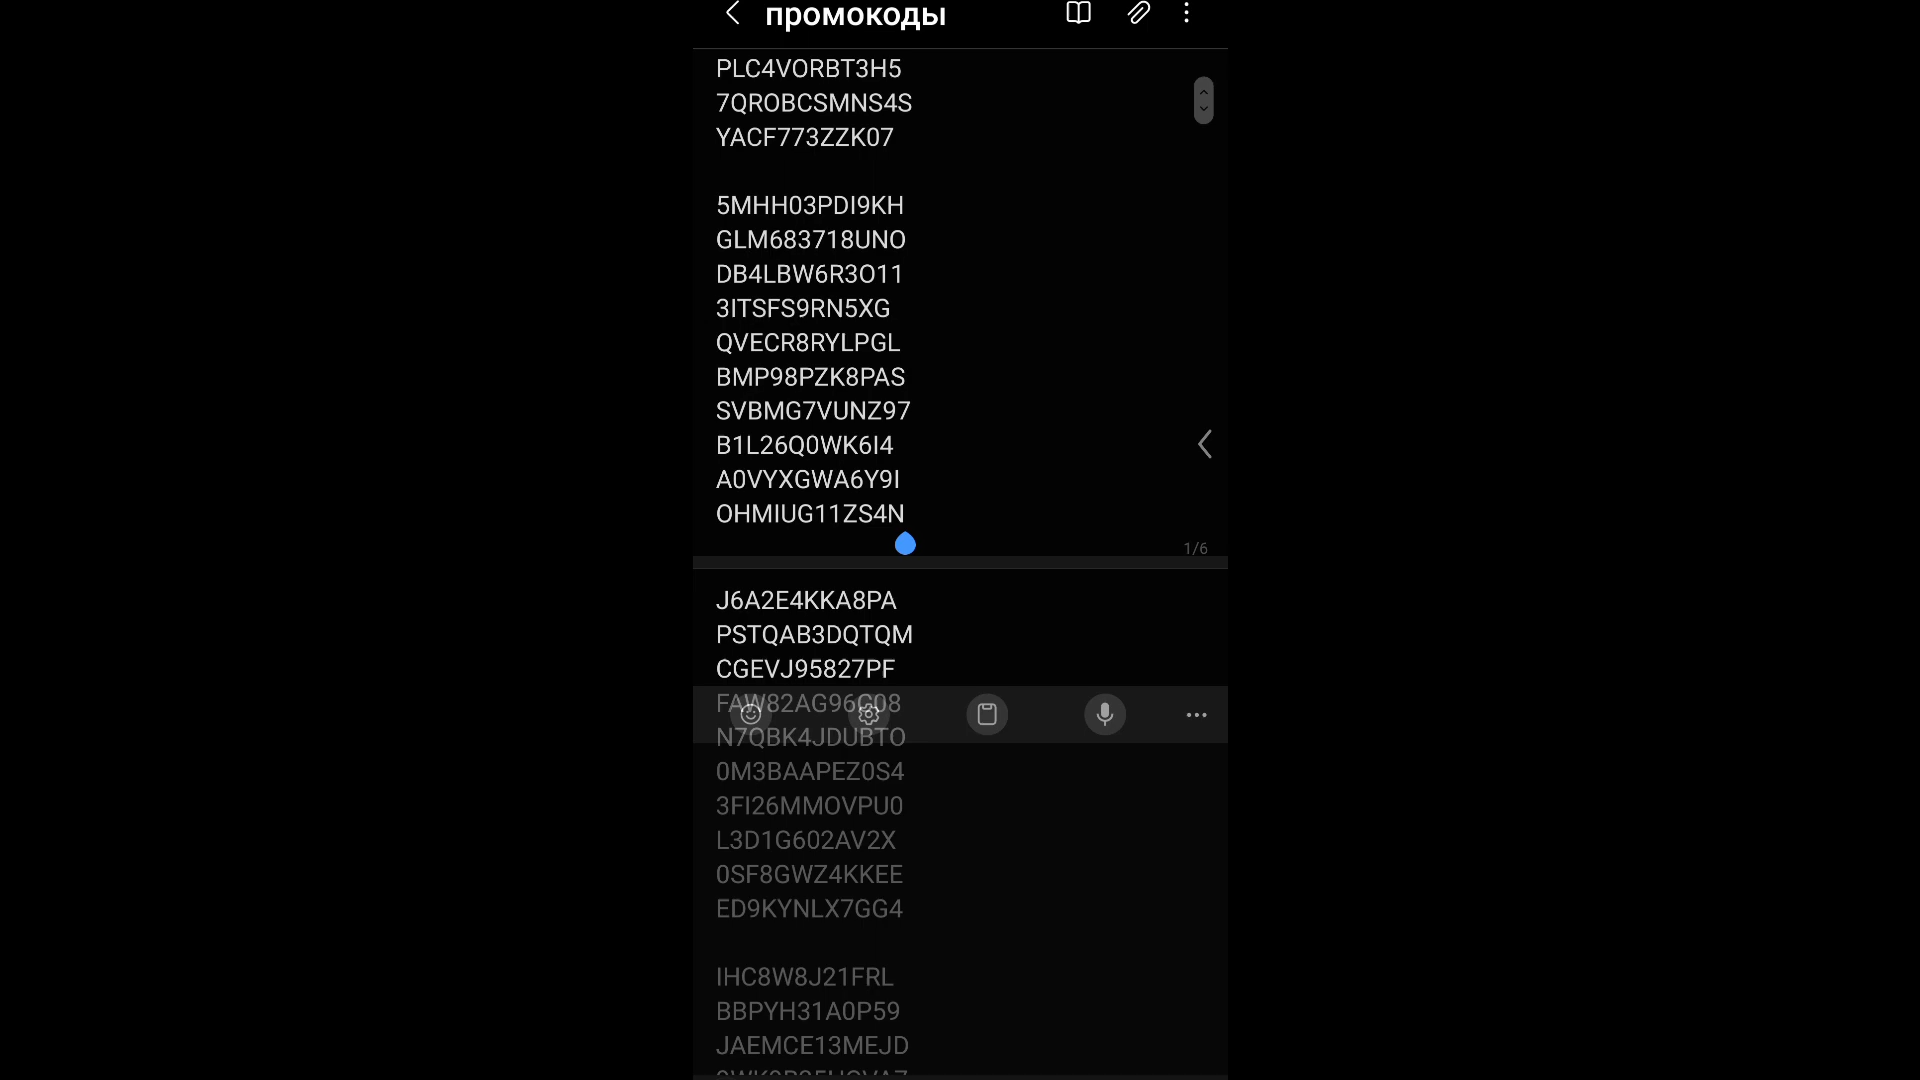 промокоды
PLC4VORBT3H5
7QROBCSMNS4S
YACF773ZZK07
5MHH03PDI9KH
GLM683718UNO
DB4LBW6R3O11
3ITSFS9RN5XG
QVECR8RYLPGL
BMP98PZK8PAS
SVBMG7VUNZ97
B1L26Q0WK6I4
A0VYXGWA6Y9I
OHMIUG11ZS4N
1/6
J6A2E4KKA8PA
PSTQAB3DQTQM
CGEVJ95827PF
N7QBK4JDUBTO
0M3BAAPEZ0S4
3FI26MMOVPU0
L3D1G602AV2X
0SF8GWZ4KKEE
ED9KYNLX7GG4
IHC8W8J21FRL
BBPYH31A0P59
JAEMCE13MEJD